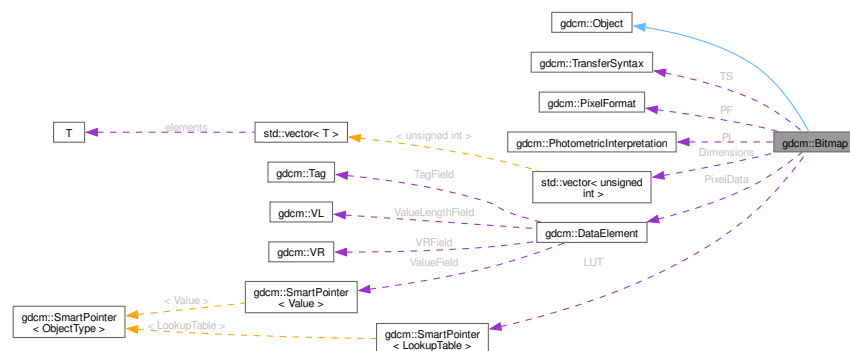 gdcm::Object
gdcm::TransferSyntax
TS
gdcm::PixelFormat
PF
T
elements
std::vector< T >
< unsigned int >
gdcm::PhotometricInterpretation
PI
gdcm::Bitmap
Dimensions
gdcm::Tag
TagField
std::vector< unsigned
int >
PixelData
gdcm::VL
ValueLengthField
gdcm::DataElement
gdcm::VR
VRField
ValueField
LUT
gdcm::SmartPointer
< Value >
< Value >
gdcm::SmartPointer
< ObjectType >
< LookupTable >
gdcm::SmartPointer
< LookupTable >